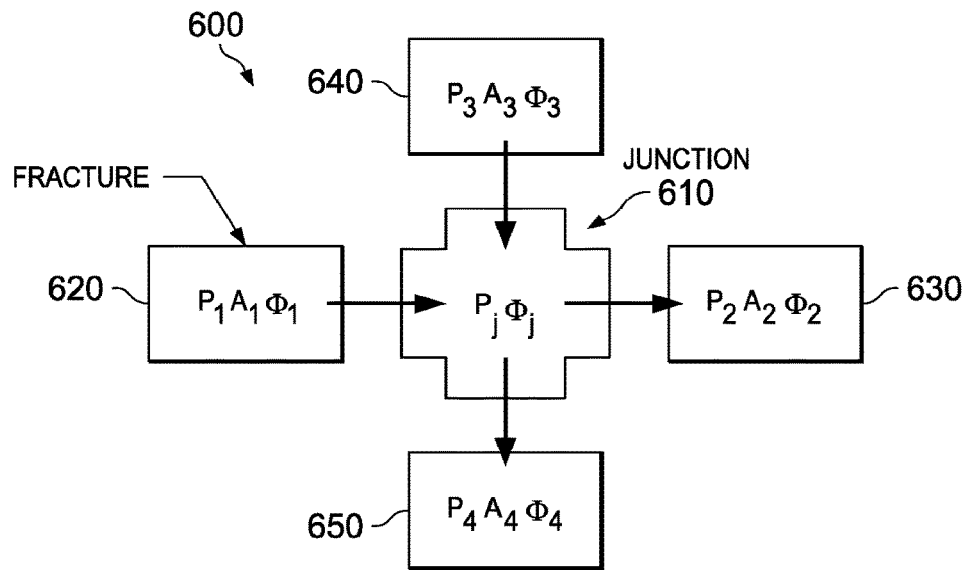 600
640
P₃ A₃ Φ₃
JUNCTION
610
FRACTURE
620
P₁ A₁ Φ₁
Pⱼ Φⱼ
P₂ A₂ Φ₂
630
650
P₄ A₄ Φ₄